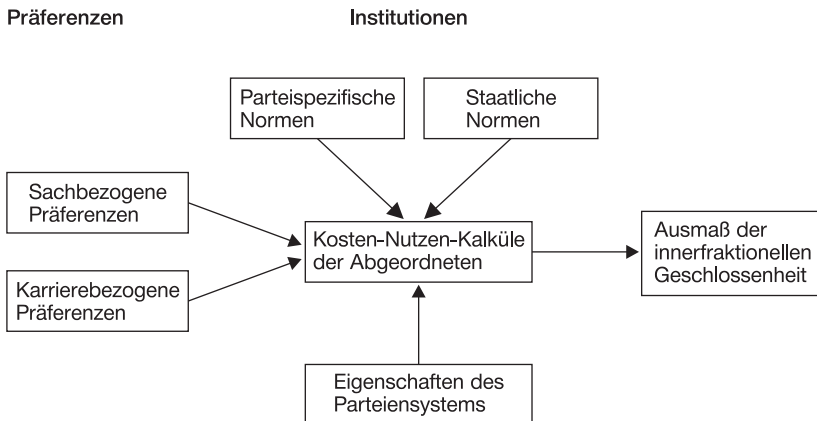 Präferenzen
Institutionen
Parteispezifische
Normen
Staatliche
Normen
Sachbezogene
Präferenzen
Kosten-Nutzen-Kalküle
der Abgeordneten
Ausmaß der
innerfraktionellen
Geschlossenheit
Karrierebezogene
Präferenzen
Eigenschaften des
Parteiensystems